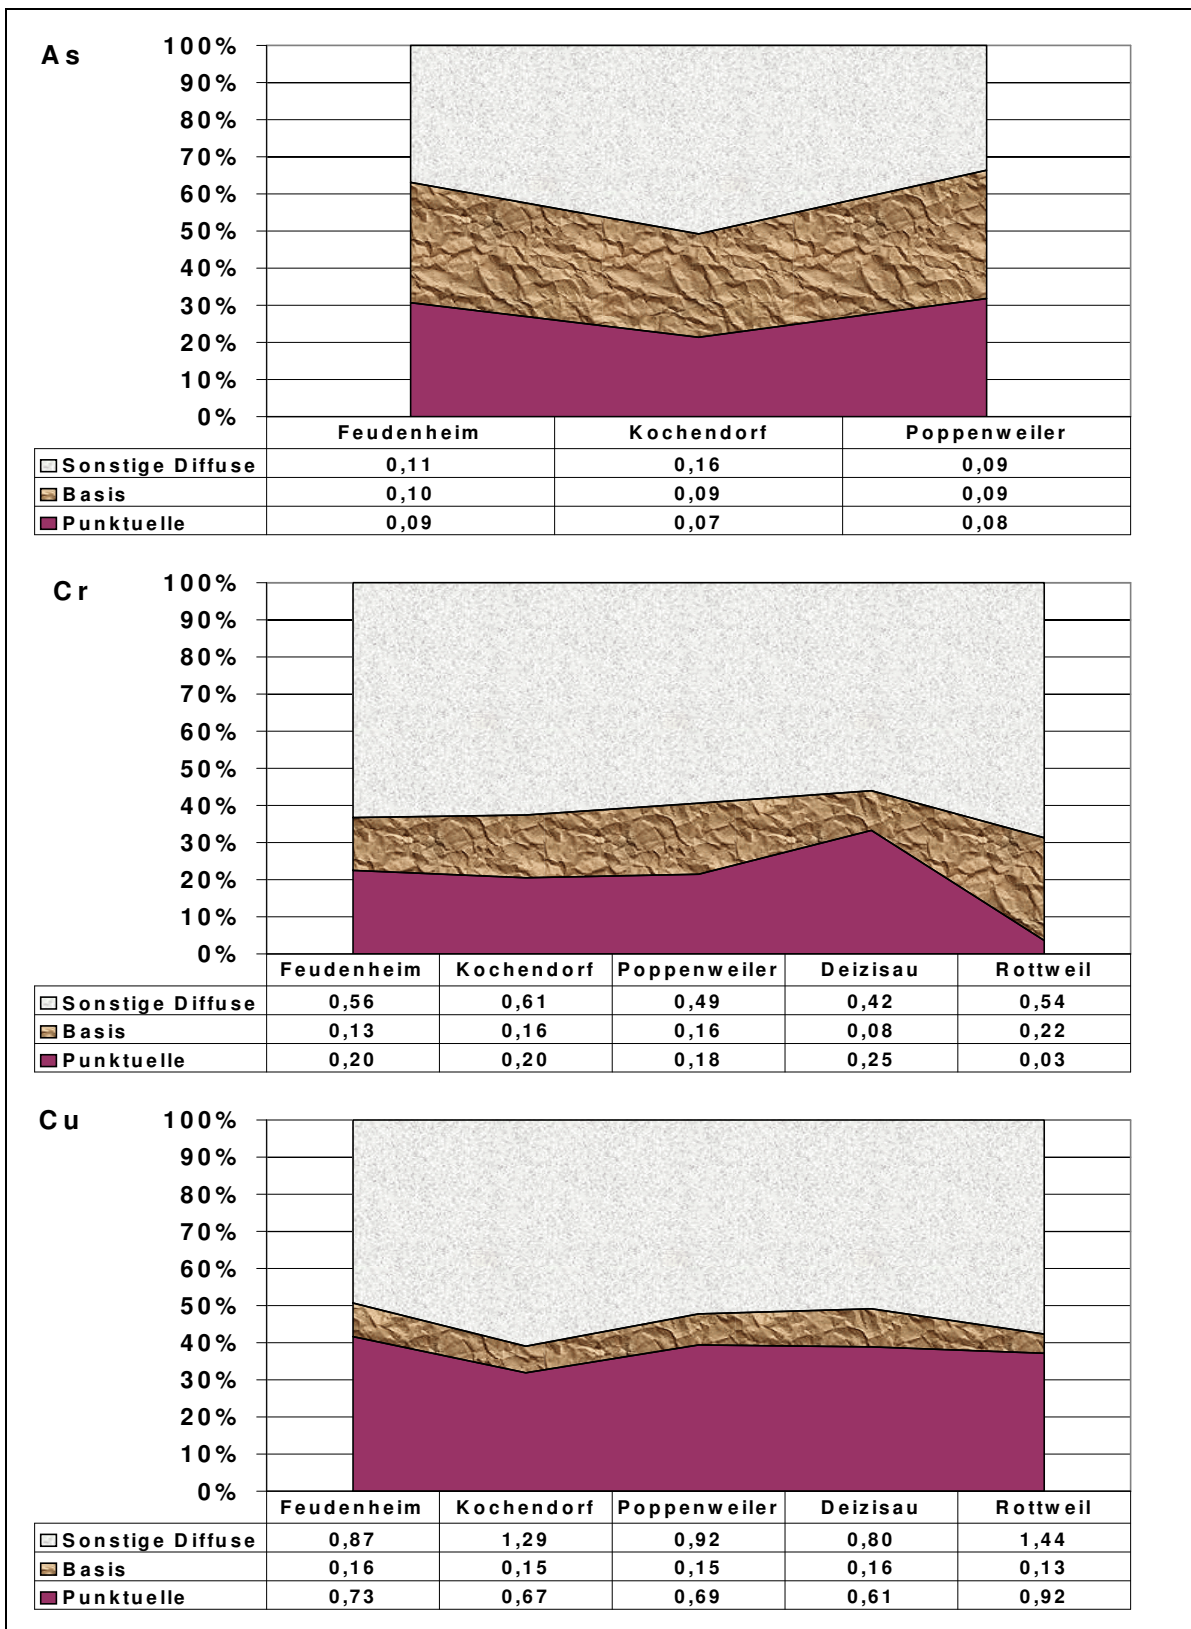 As
100%
90%
80%
70%
60%
50%
40%
30%
20%
10%
0%
Feudenheim Kochendorf Poppenweiler
Sonstige Diffuse 0,11 0,16 0,09
Basis 0,10 0,09 0,09
Punktuelle 0,09 0,07 0,08
Cr
100%
90%
80%
70%
60%
50%
40%
30%
20%
10%
0%
Feudenheim Kochendorf Poppenweiler Deizisau Rottweil
Sonstige Diffuse 0,56 0,61 0,49 0,42 0,54
Basis 0,13 0,16 0,16 0,08 0,22
Punktuelle 0,20 0,20 0,18 0,25 0,03
Cu
100%
90%
80%
70%
60%
50%
40%
30%
20%
10%
0%
Feudenheim Kochendorf Poppenweiler Deizisau Rottweil
Sonstige Diffuse 0,87 1,29 0,92 0,80 1,44
Basis 0,16 0,15 0,15 0,16 0,13
Punktuelle 0,73 0,67 0,69 0,61 0,92